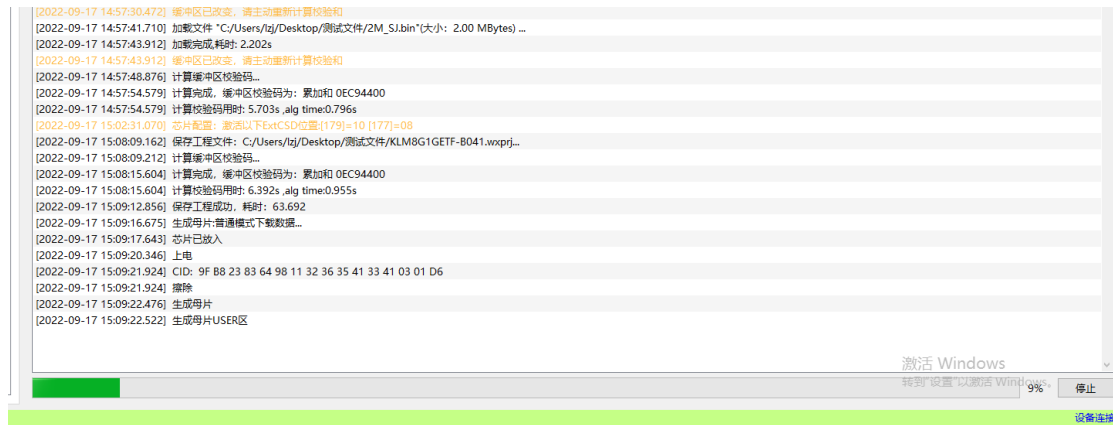 [2022-09-17 14:57:30.472] 缓冲区已改变，请主动重新计算校验和
[2022-09-17 14:57:41.710] 加载文件 "C:/Users/lzj/Desktop/测试文件/2M_SJ.bin"(大小：2.00 MBytes) ...
[2022-09-17 14:57:43.912] 加载完成,耗时: 2.202s
[2022-09-17 14:57:43.912] 缓冲区已改变，请主动重新计算校验和
[2022-09-17 14:57:48.876] 计算缓冲区校验码...
[2022-09-17 14:57:54.579] 计算完成，缓冲区校验码为：累加和 0EC94400
[2022-09-17 14:57:54.579] 计算校验码用时: 5.703s ,alg time:0.796s
[2022-09-17 15:02:31.070] 芯片配置：激活以下ExtCSD位置:[179]=10 [177]=08
[2022-09-17 15:08:09.162] 保存工程文件：C:/Users/lzj/Desktop/测试文件/KLM8G1GETF-B041.wxprj...
[2022-09-17 15:08:09.212] 计算缓冲区校验码...
[2022-09-17 15:08:15.604] 计算完成，缓冲区校验码为：累加和 0EC94400
[2022-09-17 15:08:15.604] 计算校验码用时: 6.392s ,alg time:0.955s
[2022-09-17 15:09:12.856] 保存工程成功，耗时：63.692
[2022-09-17 15:09:16.675] 生成母片:普通模式下载数据...
[2022-09-17 15:09:17.643] 芯片已放入
[2022-09-17 15:09:20.346] 上电
[2022-09-17 15:09:21.924] CID: 9F B8 23 83 64 98 11 32 36 35 41 33 41 03 01 D6
[2022-09-17 15:09:21.924] 擦除
[2022-09-17 15:09:22.476] 生成母片
[2022-09-17 15:09:22.522] 生成母片USER区
激活 Windows
转到"设置"以激活 Windows。
9%
停止
设备连接